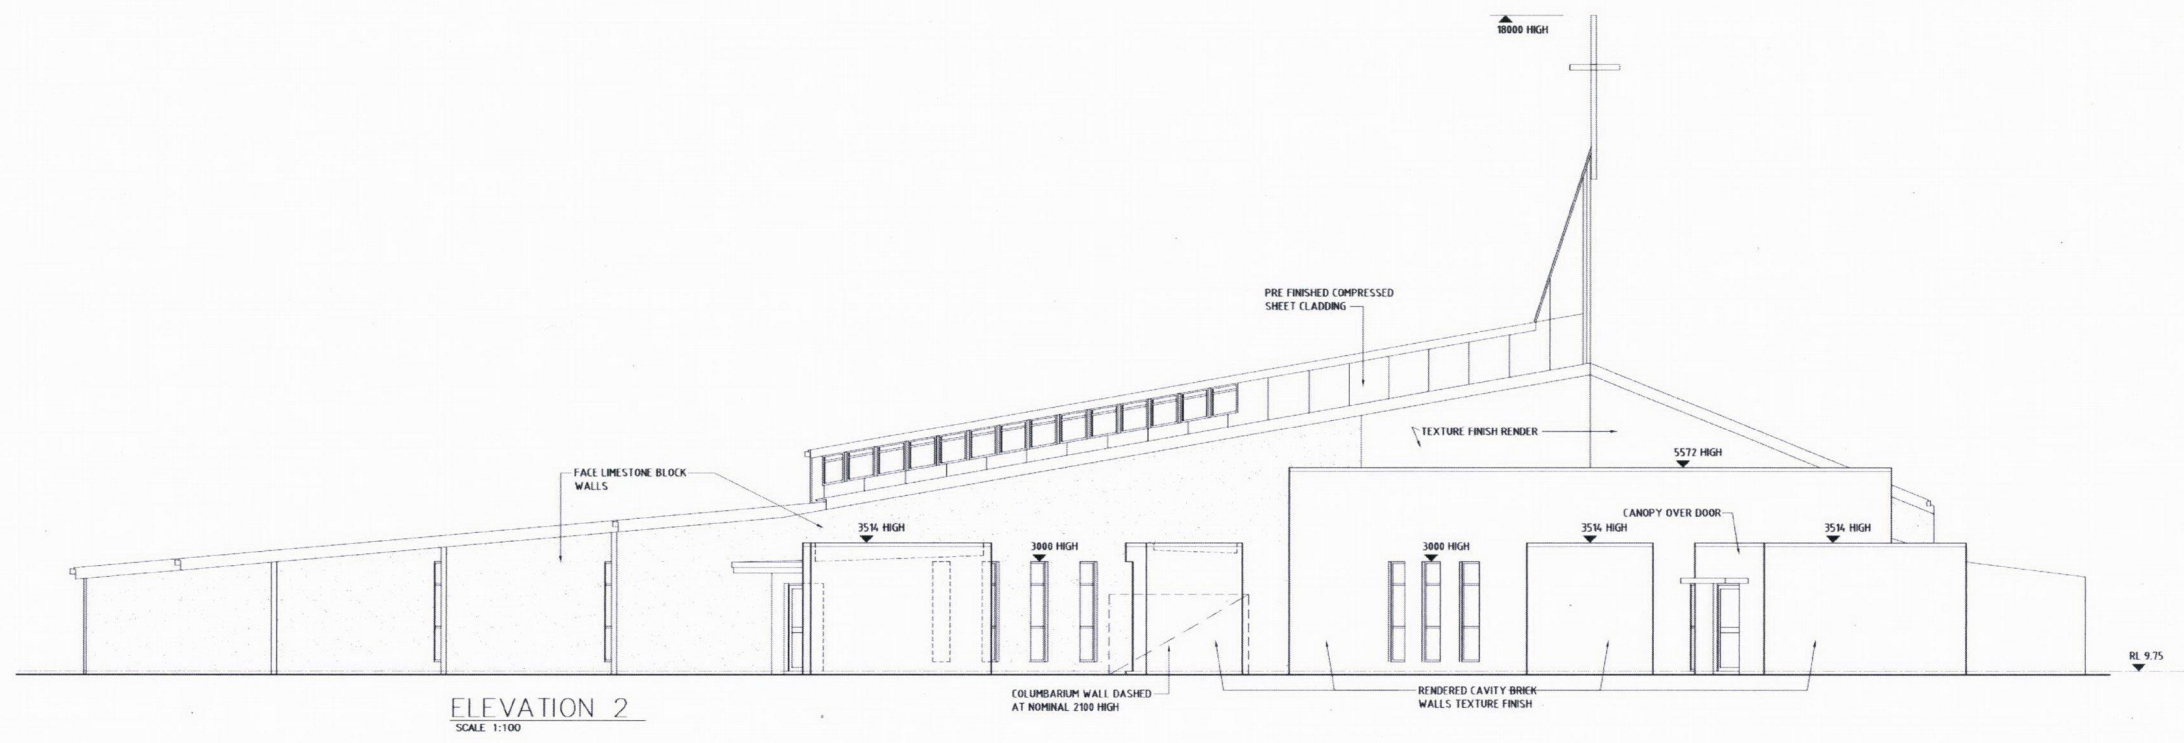 18000 HIGH
PRE FINISHED COMPRESSED
SHEET CLADDING
TEXTURE FINISH RENDER
5572 HIGH
FACE LIMESTONE BLOCK
WALLS
CANOPY OVER DOOR
3514 HIGH
3514 HIGH
3514 HIGH
3000 HIGH
3000 HIGH
RL 9.75
COLUMBARIUM WALL DASHED
AT NOMINAL 2100 HIGH
RENDERED CAVITY BRICK
WALLS TEXTURE FINISH
ELEVATION 2
SCALE 1:100